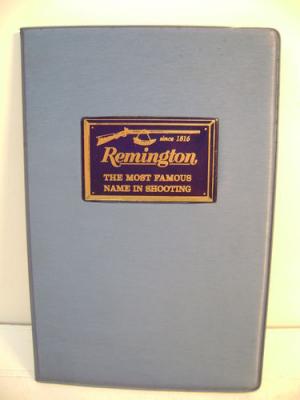 since 1816
Remington
THE MOST FAMOUS
NAME IN SHOOTING